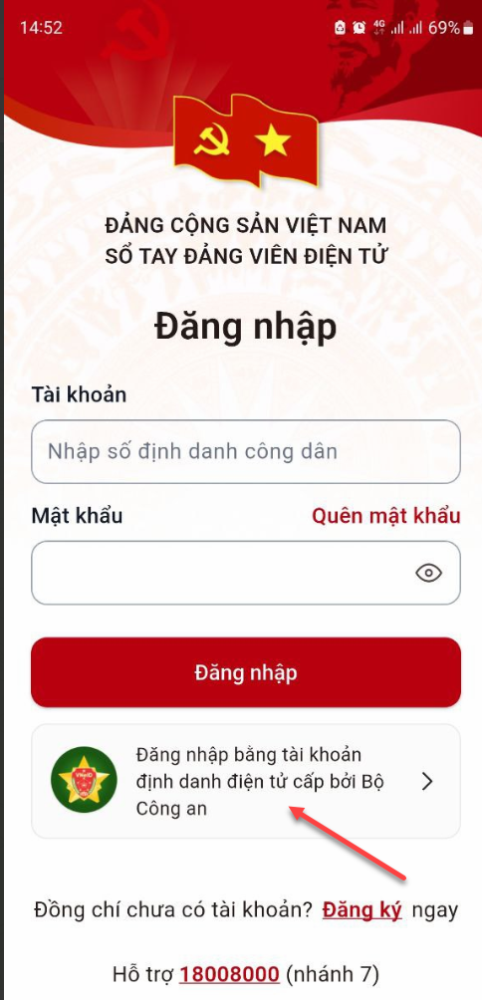 14:52
4G
69%
ĐẢNG CỘNG SẢN VIỆT NAM
SỔ TAY ĐẢNG VIÊN ĐIỆN TỬ
Đăng nhập
Tài khoản
Nhập số định danh công dân
Mật khẩu Quên mật khẩu
Đăng nhập
Đăng nhập bằng tài khoản
định danh điện tử cấp bởi Bộ
Công an
Đồng chí chưa có tài khoản? Đăng ký ngay
Hỗ trợ 18008000 (nhánh 7)